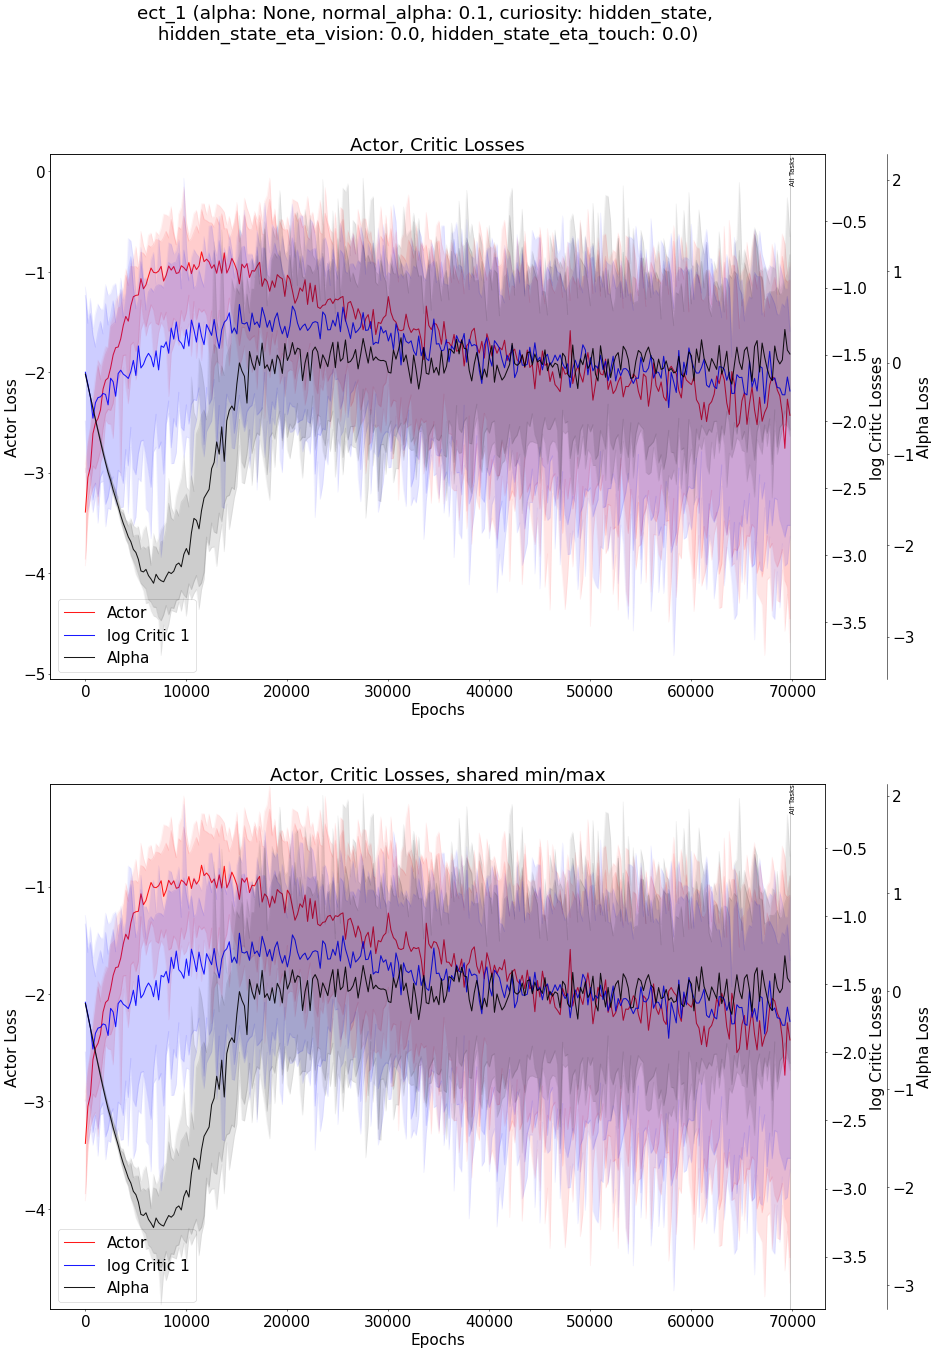 ect_1 (alpha: None, normal_alpha: 0.1, curiosity: hidden_state,
hidden_state_eta_vision: 0.0, hidden_state_eta_touch: 0.0)
Actor, Critic Losses
All Tasks
0
−1
−2
−3
−4
−5
Actor Loss
−0.5
−1.0
−1.5
−2.0
−2.5
−3.0
−3.5
log Critic Losses
2
1
0
−1
−2
−3
Alpha Loss
Actor
log Critic 1
Alpha
0 10000 20000 30000 40000 50000 60000 70000
Epochs
Actor, Critic Losses, shared min/max
All Tasks
−1
−2
−3
−4
Actor Loss
−0.5
−1.0
−1.5
−2.0
−2.5
−3.0
−3.5
log Critic Losses
2
1
0
−1
−2
−3
Alpha Loss
Actor
log Critic 1
Alpha
0 10000 20000 30000 40000 50000 60000 70000
Epochs